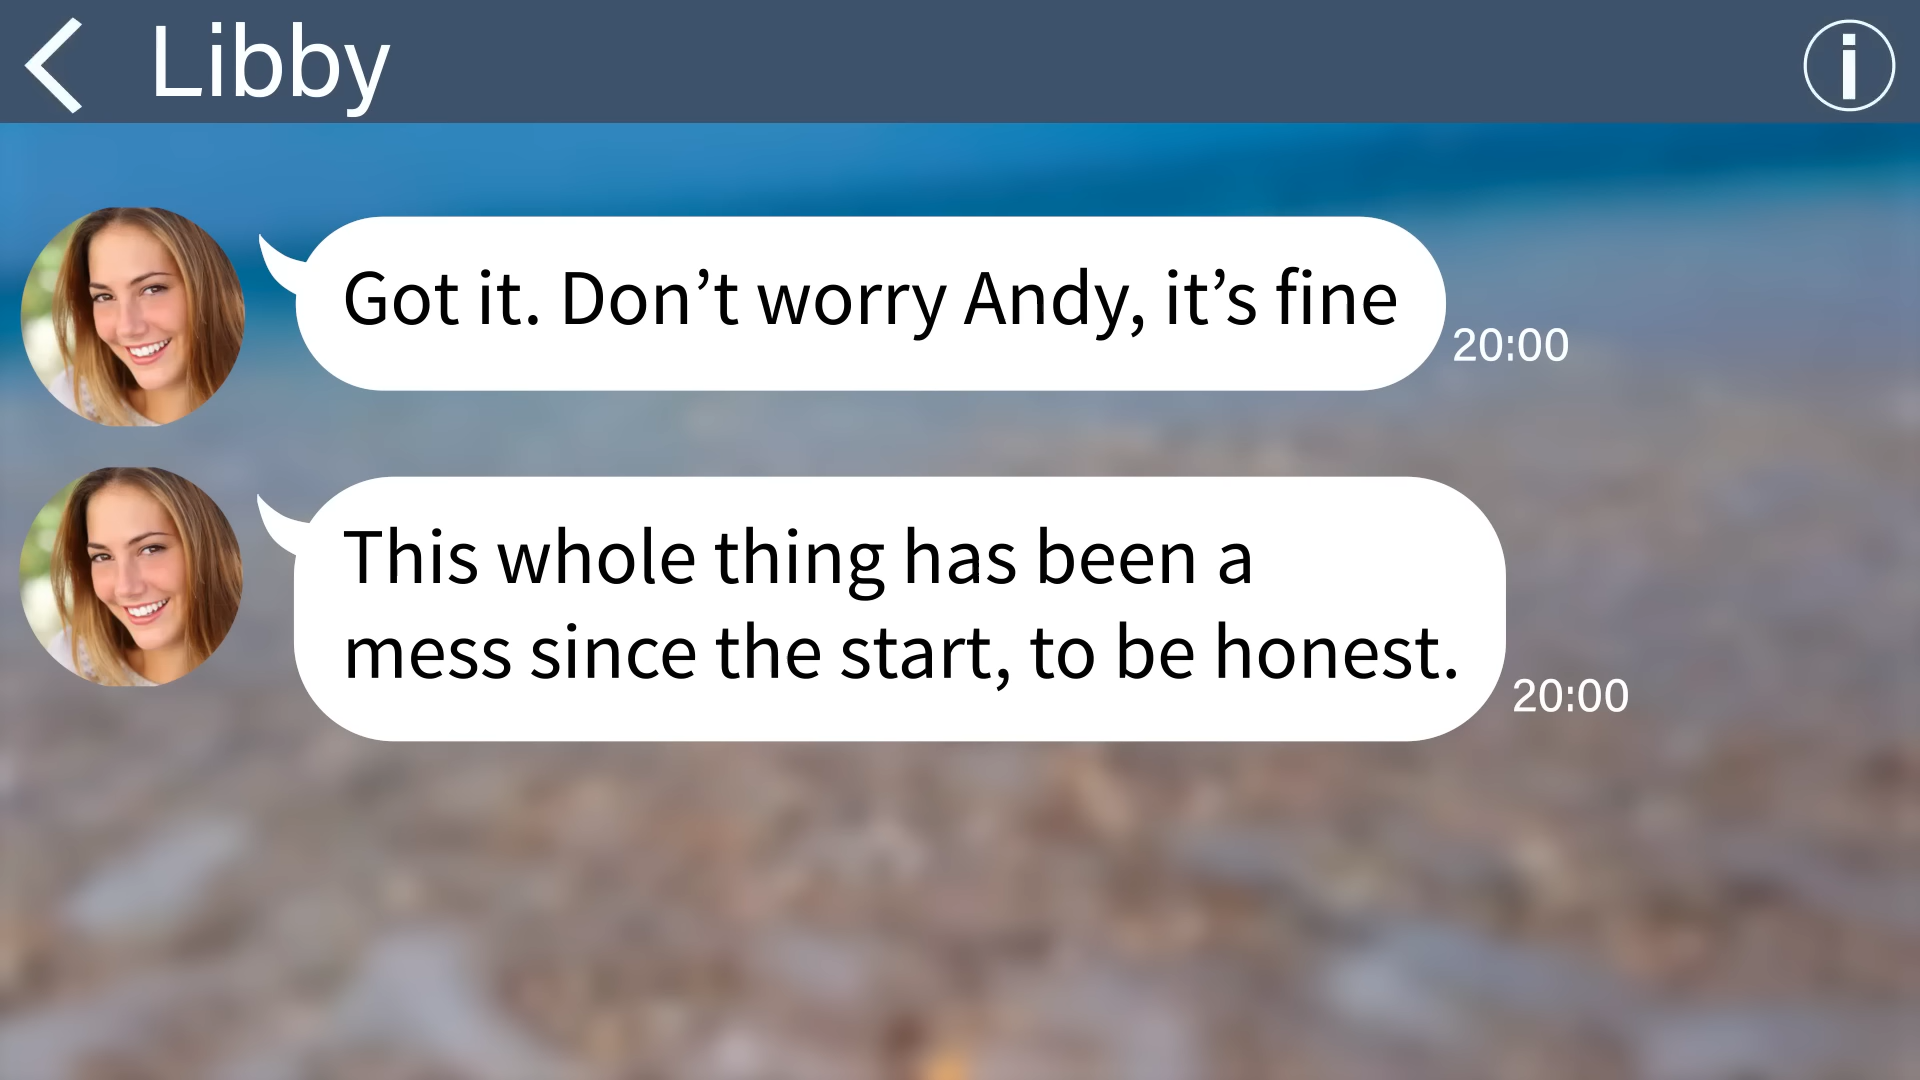 Libby
Got it. Don’t worry Andy, it’s fine
20:00
This whole thing has been a
mess since the start, to be honest.
20:00